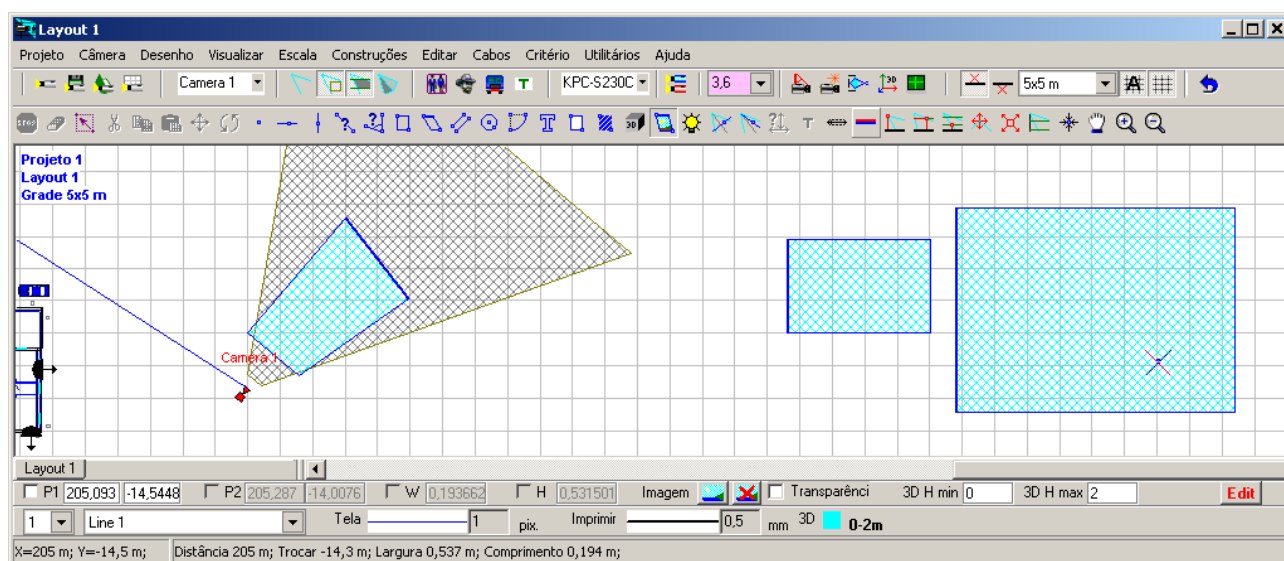 Layout 1
Projeto Câmera Desenho Visualizar Escala Construções Editar Cabos Critério Utilitários Ajuda
Camera 1 T KPC-S230C 3,6 5x5 m
STOP T 3D T
Projeto 1
Layout 1
Grade 5x5 m
Camera 1
Layout 1
P1 205,093 -14,5448 P2 205,287 -14,0076 W 0,193662 H 0,531501 Imagem Transparênci 3D H min 0 3D H max 2 Edit
1 Line 1 Tela 1 pix. Imprimir 0,5 mm 3D 0-2m
X=205 m; Y=-14,5 m; Distância 205 m; Trocar -14,3 m; Largura 0,537 m; Comprimento 0,194 m;